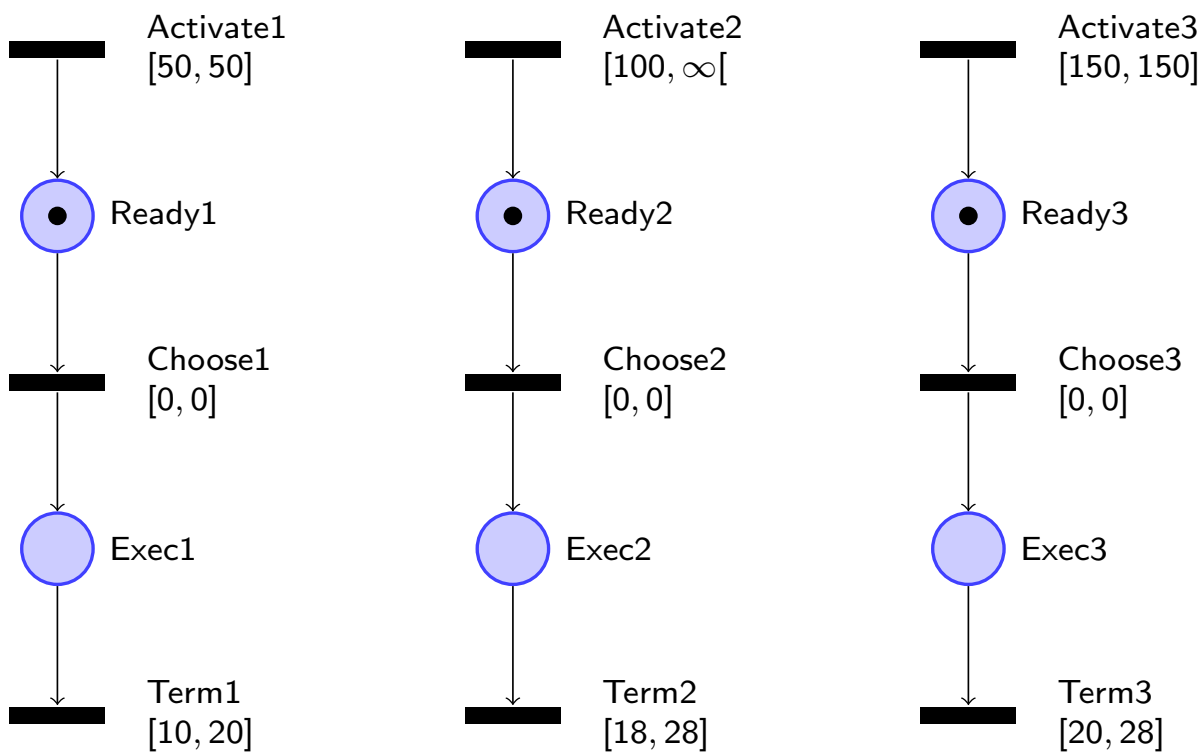 Activate1
[50, 50]
Activate2
[100, ∞[
Activate3
[150, 150]
Ready1
Ready2
Ready3
Choose1
[0, 0]
Choose2
[0, 0]
Choose3
[0, 0]
Exec1
Exec2
Exec3
Term1
[10, 20]
Term2
[18, 28]
Term3
[20, 28]